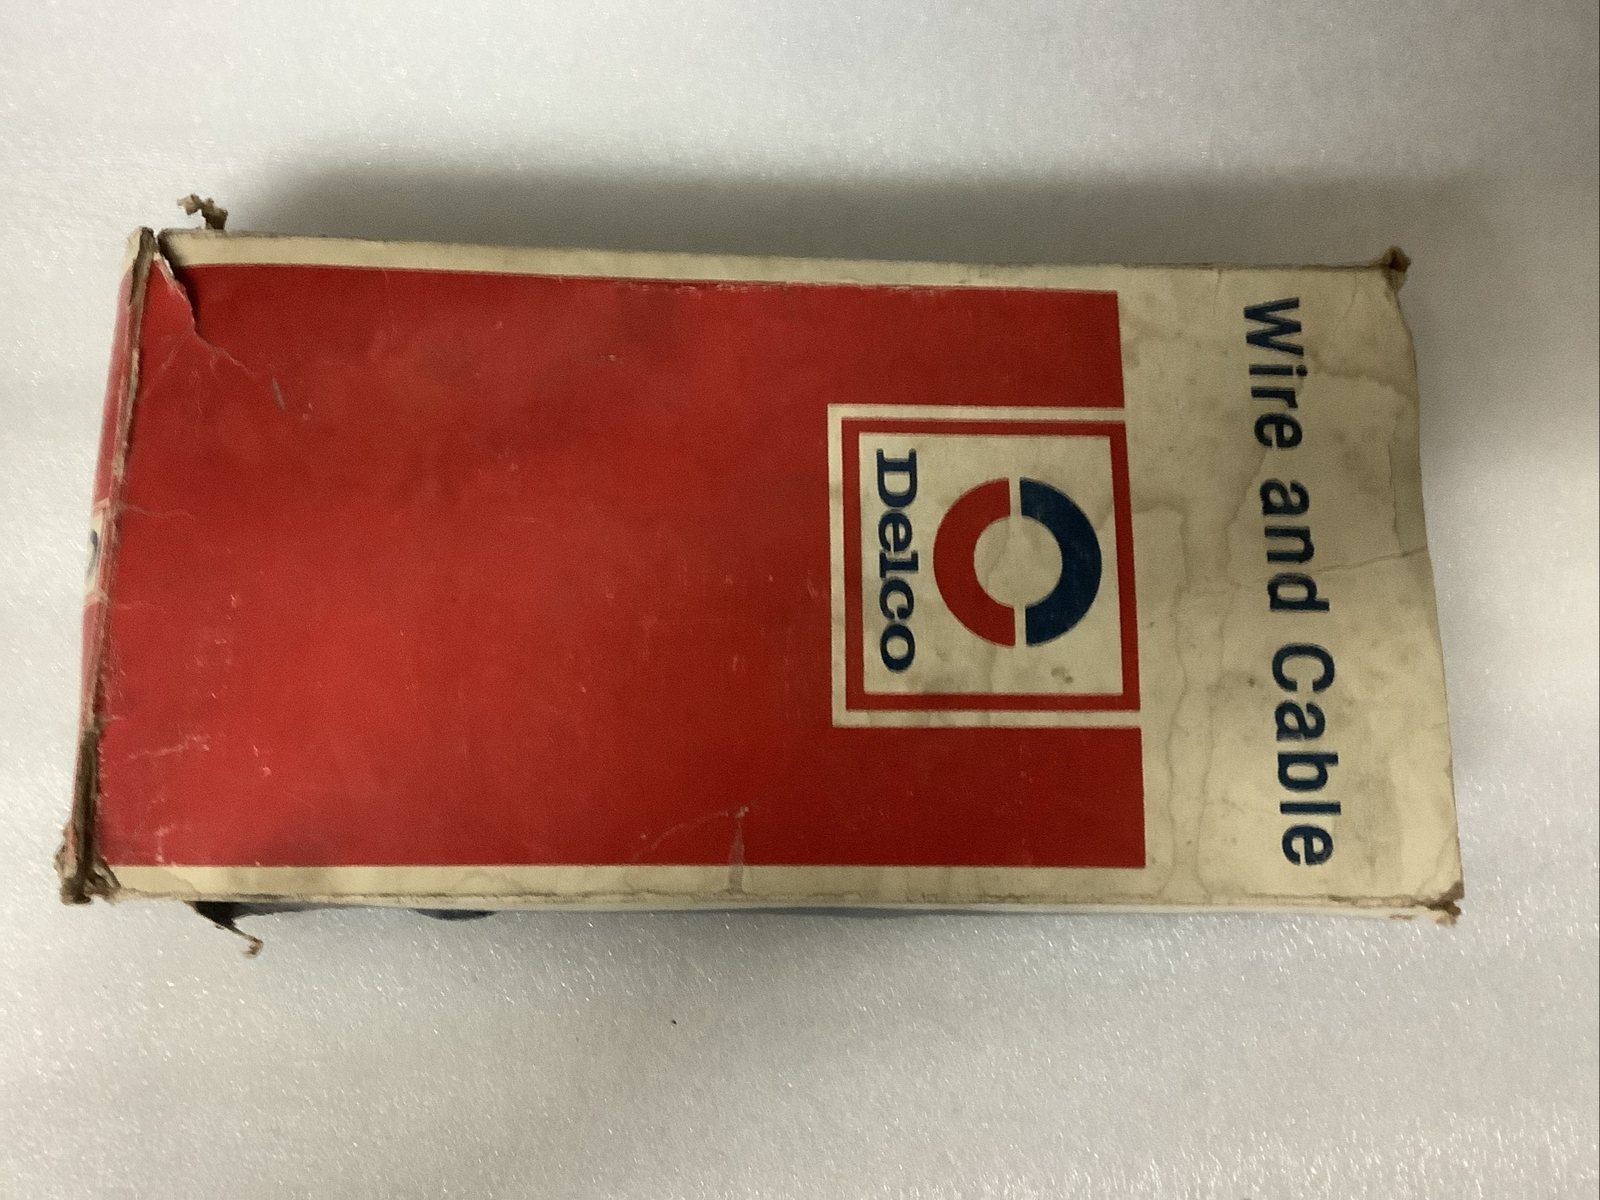 Wire and Cable
Delco